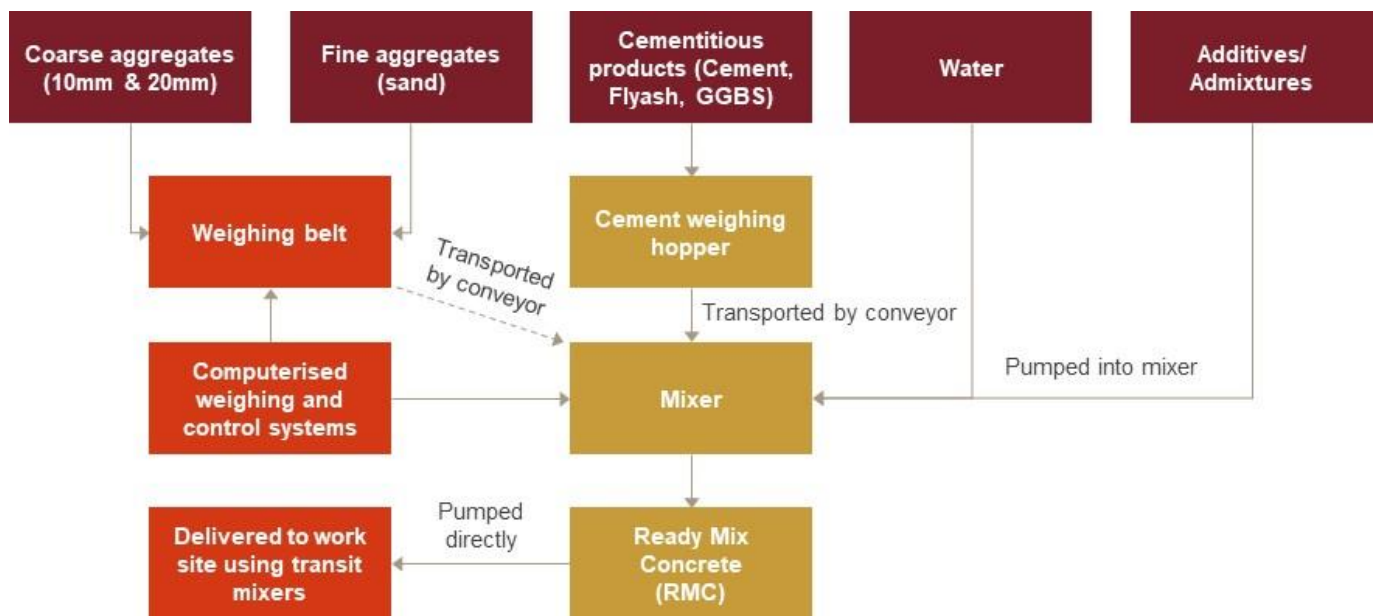 Coarse aggregates
(10mm & 20mm)
Fine aggregates
(sand)
Cementitious
products (Cement,
Flyash, GGBS)
Water
Additives/
Admixtures
Weighing belt
Cement weighing
hopper
Transported
by conveyor
Transported by conveyor
Computerised
weighing and
control systems
Mixer
Pumped into mixer
Delivered to work
site using transit
mixers
Pumped
directly
Ready Mix
Concrete
(RMC)